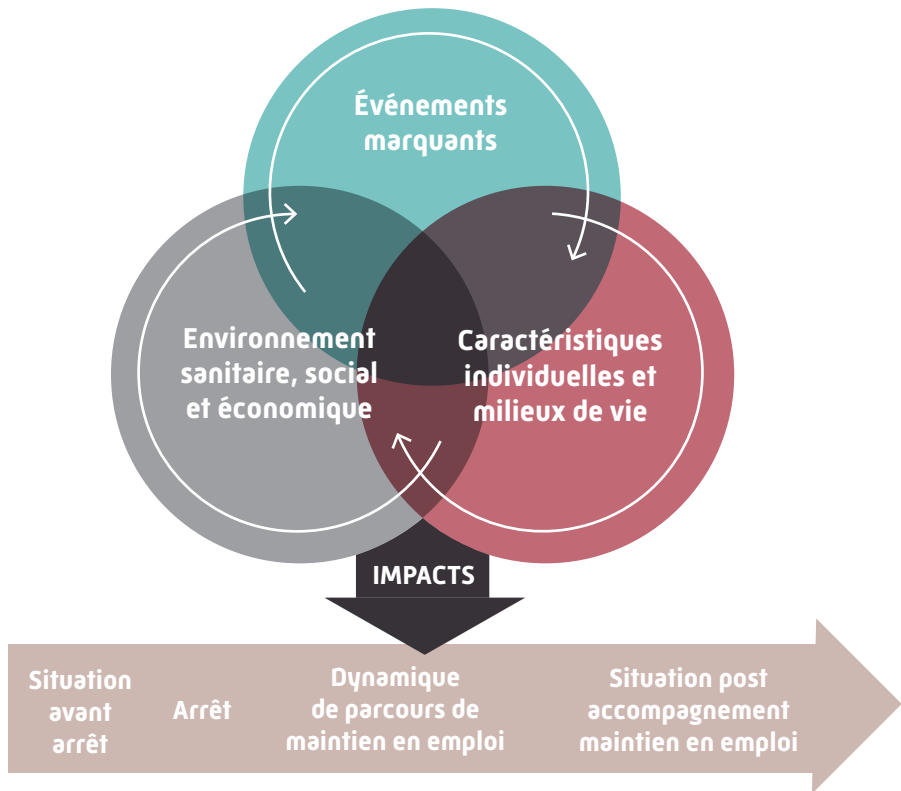 Événements
marquants
Environnement
sanitaire, social
et économique
Caractéristiques
individuelles et
milieux de vie
IMPACTS
Situation
avant
arrêt
Arrêt
Dynamique
de parcours de
maintien en emploi
Situation post
accompagnement
maintien en emploi